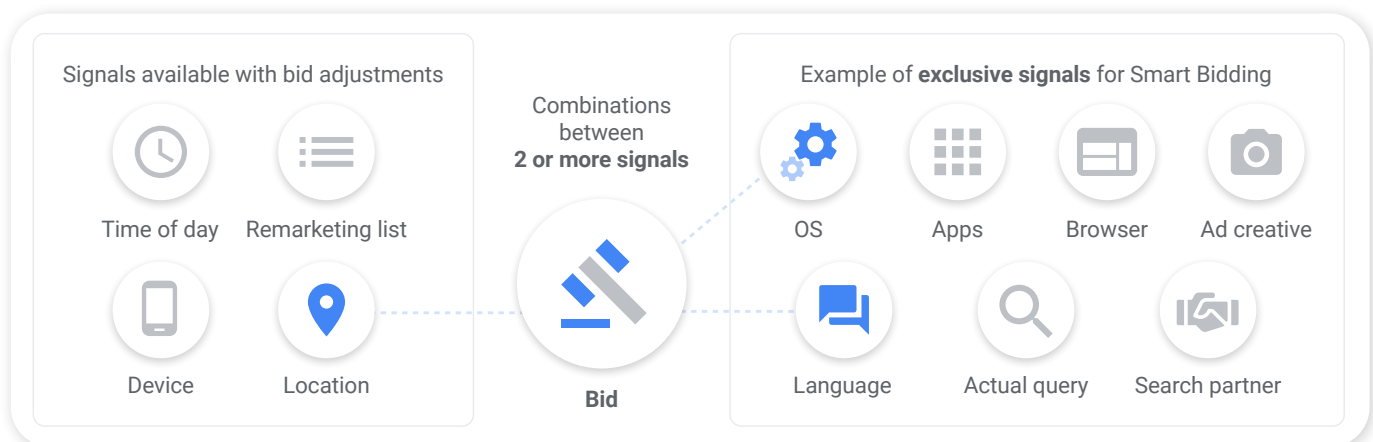 Signals available with bid adjustments
Time of day
Remarketing list
Device
Location
Combinations
between
2 or more signals
Bid
Example of exclusive signals for Smart Bidding
OS
Apps
Browser
Ad creative
Language
Actual query
Search partner